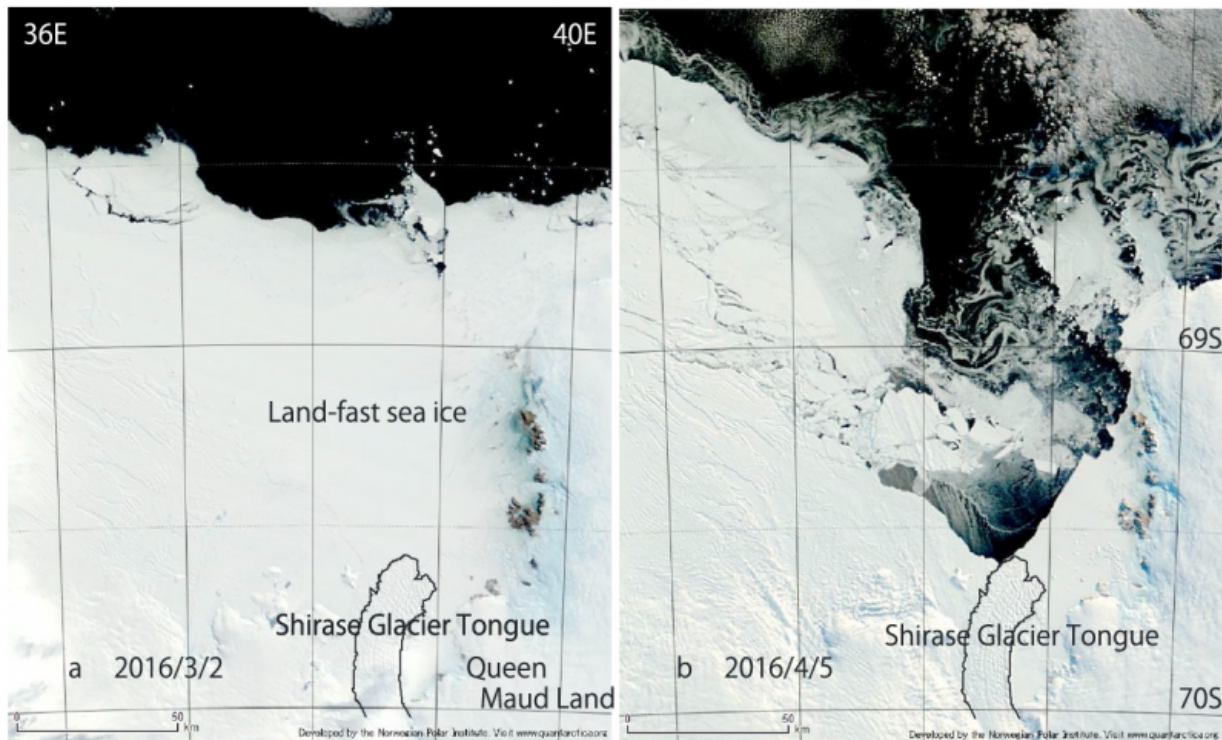 36E
40E
Land-fast sea ice
Shirase Glacier Tongue
a 2016/3/2
Queen
Maud Land
0 50
km
Developed by the Norwegian Polar Institute. Visit www.quantarctica.org
69S
Shirase Glacier Tongue
b 2016/4/5
70S
0 50
km
Developed by the Norwegian Polar Institute. Visit www.quantarctica.org